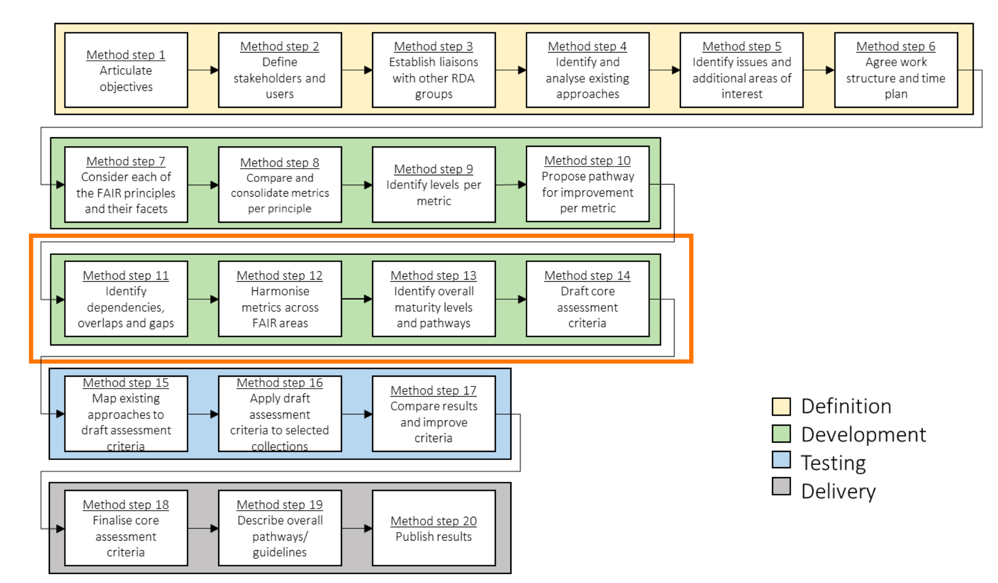 Method step 1
Articulate
objectives
Method step 2
Define
stakeholders and
users
Method step 3
Establish liaisons
with other RDA
groups
Method step 4
Identify and
analyse existing
approaches
Method step 5
Identify issues and
additional areas of
interest
Method step 6
Agree work
structure and time
plan
Method step 7
Consider each
of the FAIR principles
and their facets
Method step 8
Compare and
consolidate metrics
per principle
Method step 9
Identify levels per
metric
Method step 10
Propose pathway
for improvement
per metric
Method step 11
Identify
dependencies,
overlaps and gaps
Method step 12
Harmonise
metrics across
FAIR areas
Method step 13
Identify overall
maturity levels
and pathways
Method step 14
Draft core
assessment
criteria
Method step 15
Map existing
approaches to
draft assessment
criteria
Method step 16
Apply draft
assessment
criteria to selected
collections
Method step 17
Compare results
and improve
criteria
Method step 18
Finalise core
assessment
criteria
Method step 19
Describe overall
pathways/
guidelines
Method step 20
Publish results
Definition
Development
Testing
Delivery